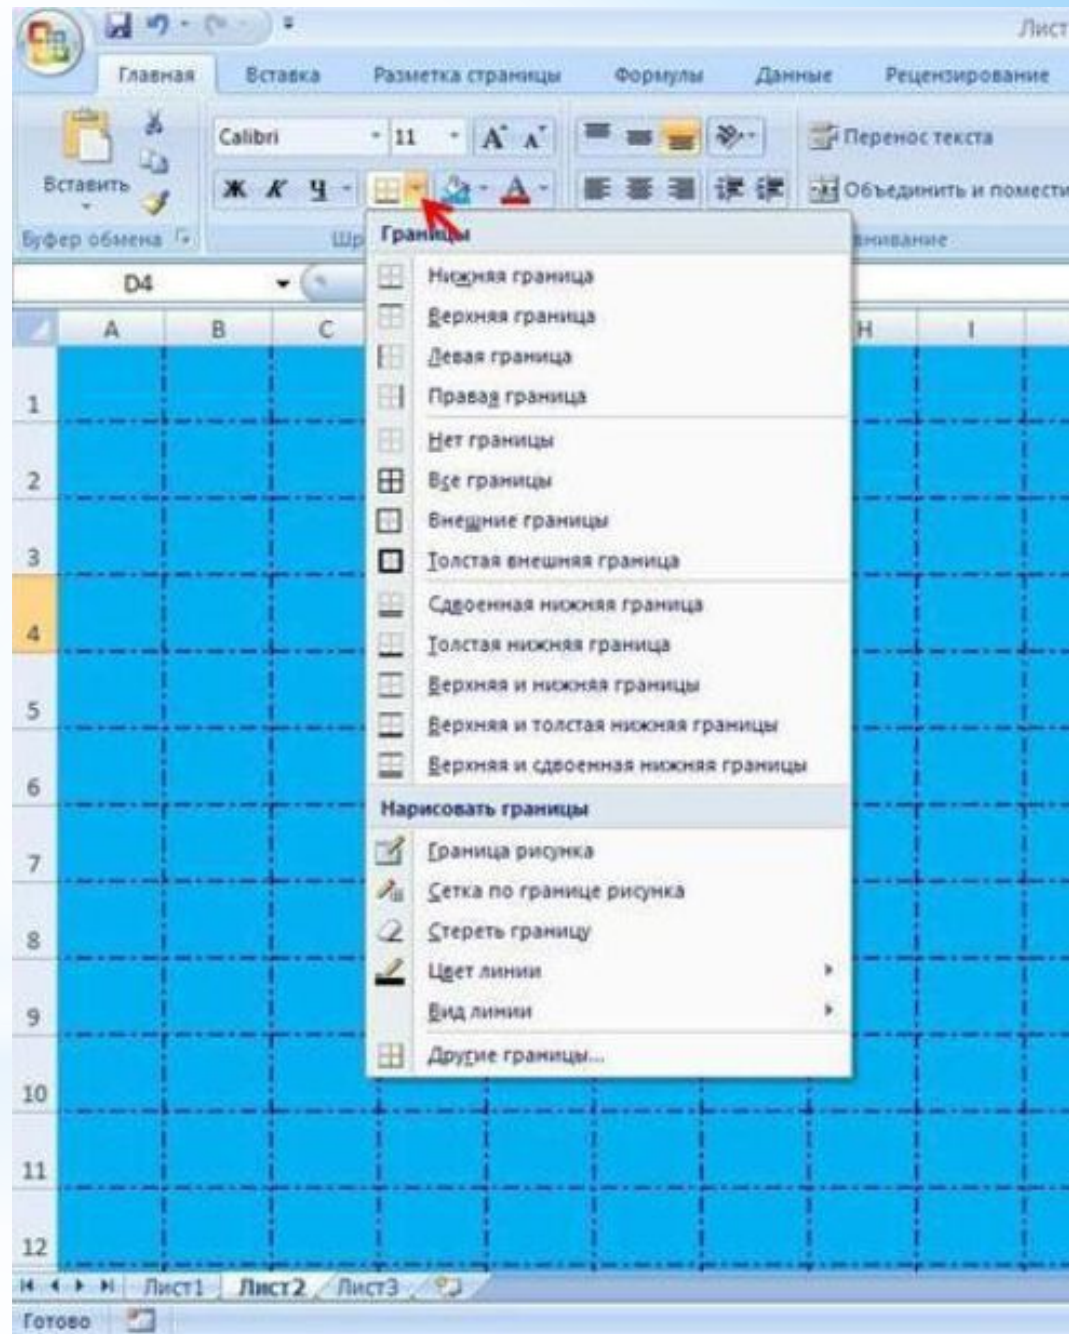 Лист
Главная Вставка Разметка страницы Формулы Данные Рецензирование
Calibri 11 A A Перенос текста
Вставить Ж К Ч А Объединить и помести
Буфер обмена
Границы
D4
Нижняя граница
Верхняя граница
Левая граница
Правая граница
Нет границы
Все границы
Внешние границы
Толстая внешняя граница
Сдвоенная нижняя граница
Толстая нижняя граница
Верхняя и нижняя границы
Верхняя и толстая нижняя границы
Верхняя и сдвоенная нижняя границы
Нарисовать границы
Граница рисунка
Сетка по границе рисунка
Стереть границу
Цвет линии
Вид линии
Другие границы...
A B C H I
1
2
3
4
5
6
7
8
9
10
11
12
Лист1 Лист2 Лист3
Готово